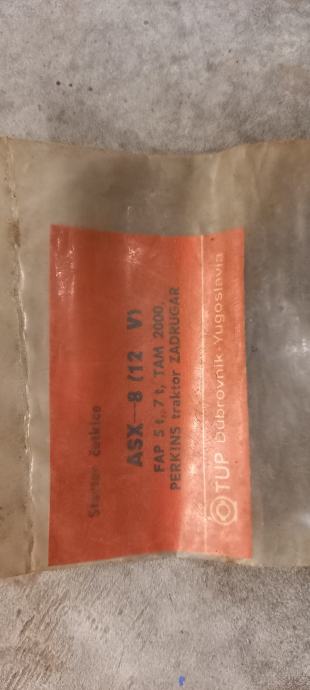 Starter četkice
ASX-8 (12 V)
FAP 5 t, 7 t, TAM 2000,
PERKINS traktor ZADRUGAR
TUP Dubrovnik-Yugoslavia